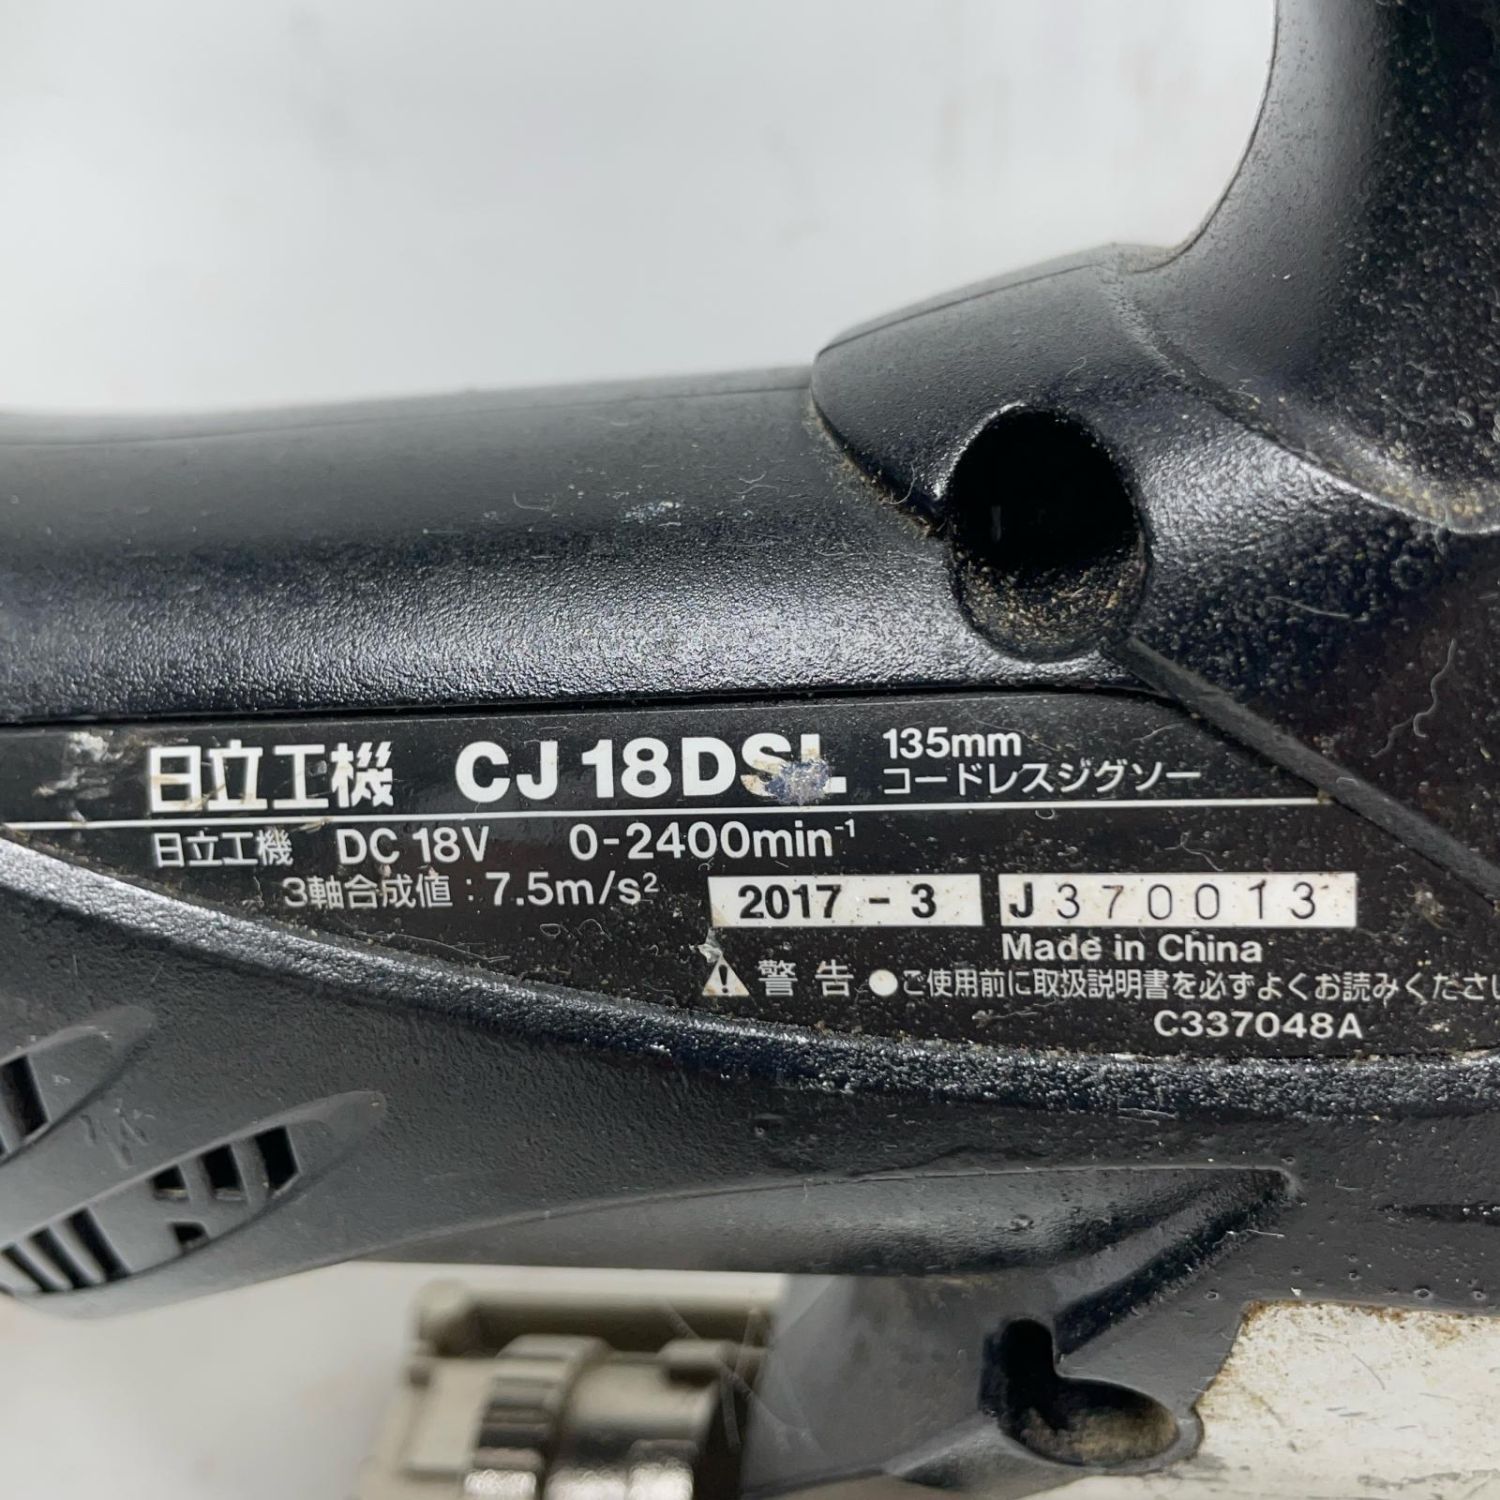 日立工機 CJ 18DSL 135mm
コードレスジグソー
日立工機 DC 18V 0-2400min⁻¹
3軸合成値:7.5m/s²
2017 - 3 J370013
Made in China
警告 ●ご使用前に取扱説明書を必ずよくお読みください
C337048A